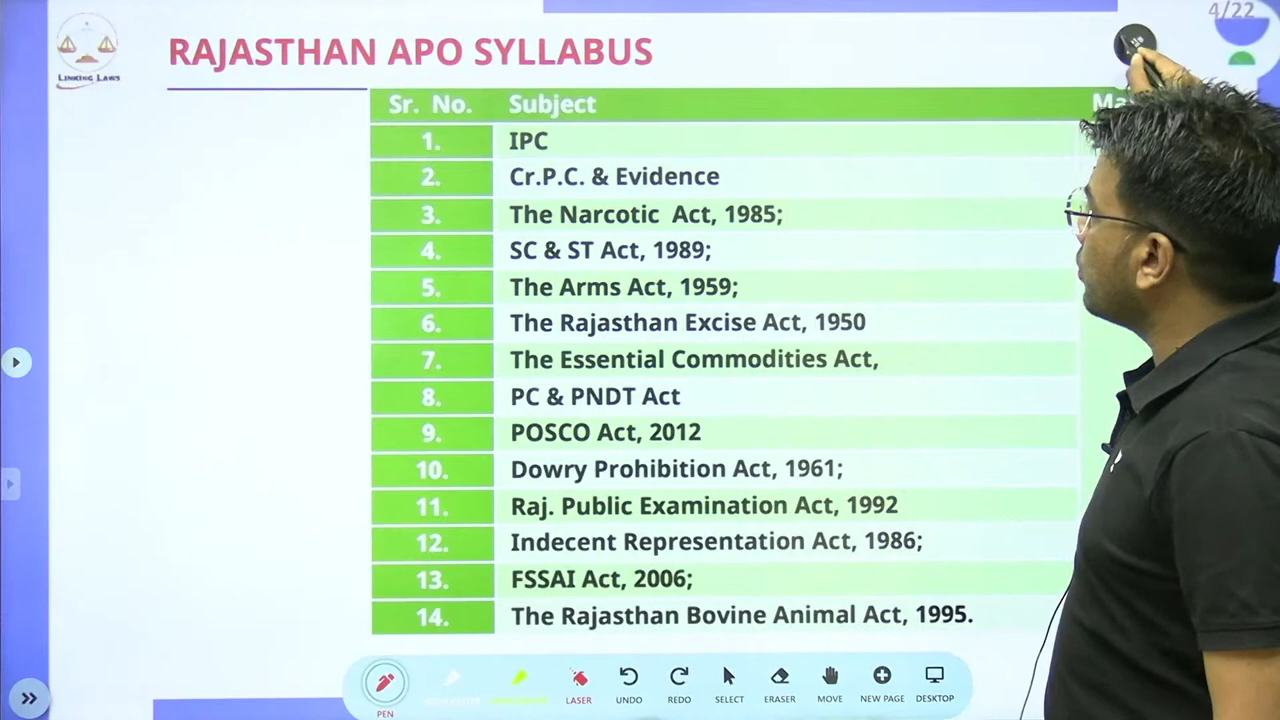 4/22
LINKING LAWS
RAJASTHAN APO SYLLABUS
Sr. No. Subject
1. IPC
2. Cr.P.C. & Evidence
3. The Narcotic Act, 1985;
4. SC & ST Act, 1989;
5. The Arms Act, 1959;
6. The Rajasthan Excise Act, 1950
7. The Essential Commodities Act,
8. PC & PNDT Act
9. POSCO Act, 2012
10. Dowry Prohibition Act, 1961;
11. Raj. Public Examination Act, 1992
12. Indecent Representation Act, 1986;
13. FSSAI Act, 2006;
14. The Rajasthan Bovine Animal Act, 1995.
PEN LASER UNDO REDO SELECT ERASER MOVE NEW PAGE DESKTOP